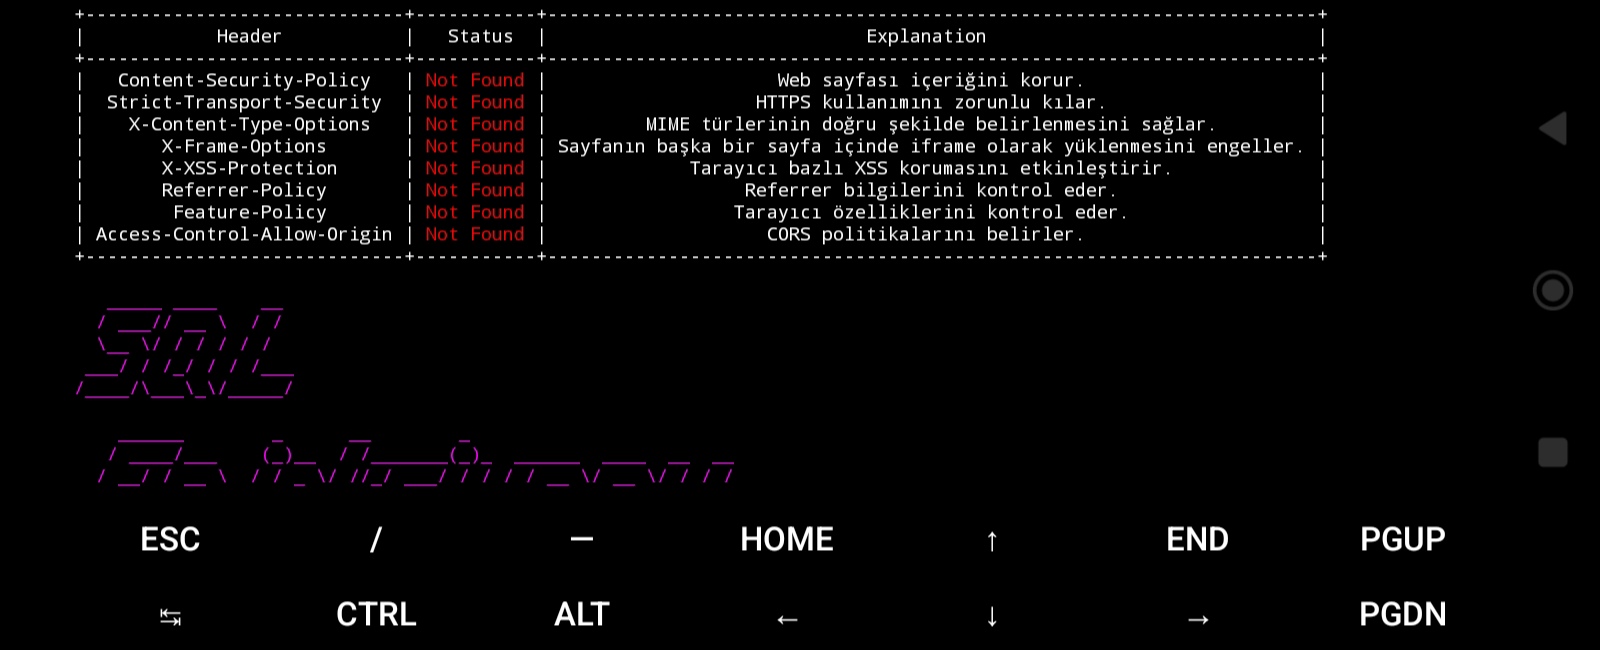 Header | Status | Explanation
Content-Security-Policy | Not Found | Web sayfası içeriğini korur.
Strict-Transport-Security | Not Found | HTTPS kullanımını zorunlu kılar.
X-Content-Type-Options | Not Found | MIME türlerinin doğru şekilde belirlenmesini sağlar.
X-Frame-Options | Not Found | Sayfanın başka bir sayfa içinde iframe olarak yüklenmesini engeller.
X-XSS-Protection | Not Found | Tarayıcı bazlı XSS korumasını etkinleştirir.
Referrer-Policy | Not Found | Referrer bilgilerini kontrol eder.
Feature-Policy | Not Found | Tarayıcı özelliklerini kontrol eder.
Access-Control-Allow-Origin | Not Found | CORS politikalarını belirler.
SQL
ESC / — HOME ↑ END PGUP
↹ CTRL ALT ← ↓ → PGDN